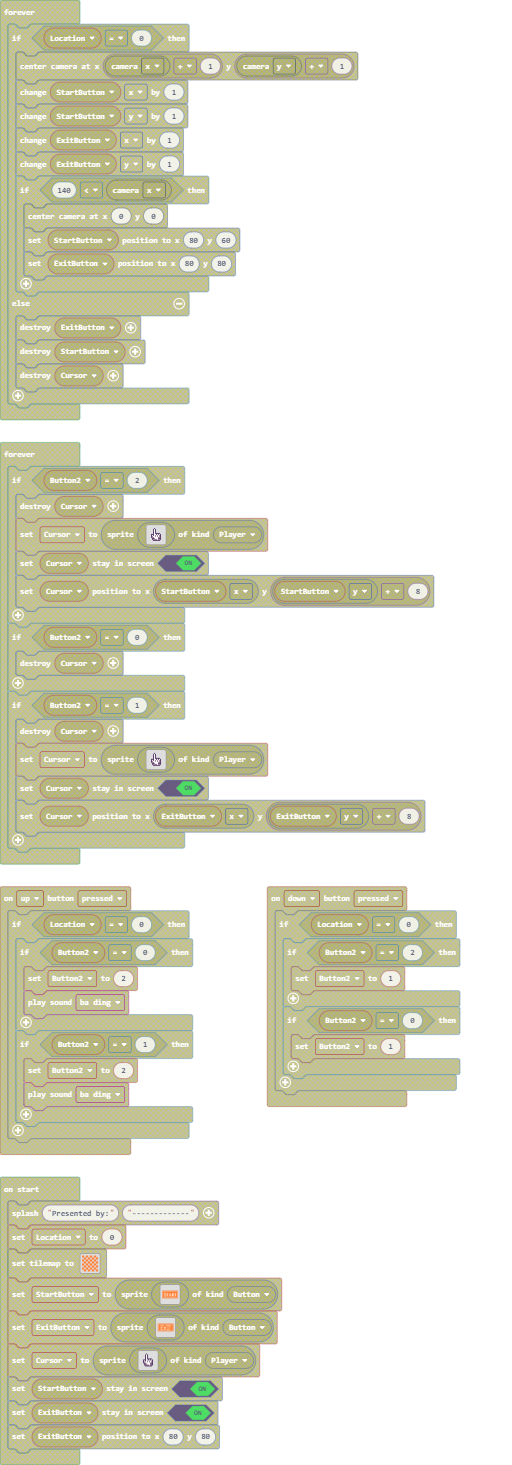 forever
if Location = 0 then
center camera at x camera x + 1 y camera y + 1
change StartButton x by 1
change StartButton y by 1
change ExitButton x by 1
change ExitButton y by 1
if 140 < camera x then
center camera at x 0 y 0
set StartButton position to x 80 y 60
set ExitButton position to x 80 y 80
else
destroy ExitButton
destroy StartButton
destroy Cursor
forever
if Button2 = 2 then
destroy Cursor
set Cursor to sprite of kind Player
set Cursor stay in screen ON
set Cursor position to x StartButton x y StartButton y + 8
if Button2 = 0 then
destroy Cursor
if Button2 = 1 then
destroy Cursor
set Cursor to sprite of kind Player
set Cursor stay in screen ON
set Cursor position to x ExitButton x y ExitButton y + 8
on up button pressed
if Location = 0 then
if Button2 = 0 then
set Button2 to 2
play sound ba ding
if Button2 = 1 then
set Button2 to 2
play sound ba ding
on down button pressed
if Location = 0 then
if Button2 = 2 then
set Button2 to 1
if Button2 = 0 then
set Button2 to 1
on start
splash "Presented by:" "-------------"
set Location to 0
set tilemap to
set StartButton to sprite of kind Button
set ExitButton to sprite of kind Button
set Cursor to sprite of kind Player
set StartButton stay in screen ON
set ExitButton stay in screen ON
set ExitButton position to x 80 y 80